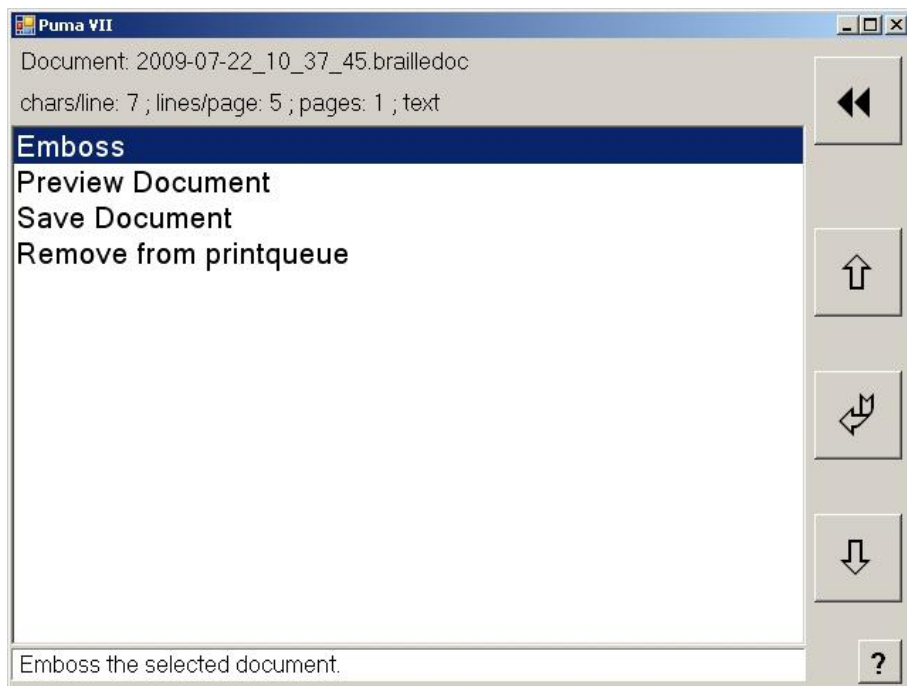 Puma VII
Document: 2009-07-22_10_37_45.brailledoc
chars/line: 7 ; lines/page: 5 ; pages: 1 ; text
Emboss
Preview Document
Save Document
Remove from printqueue
Emboss the selected document.
?